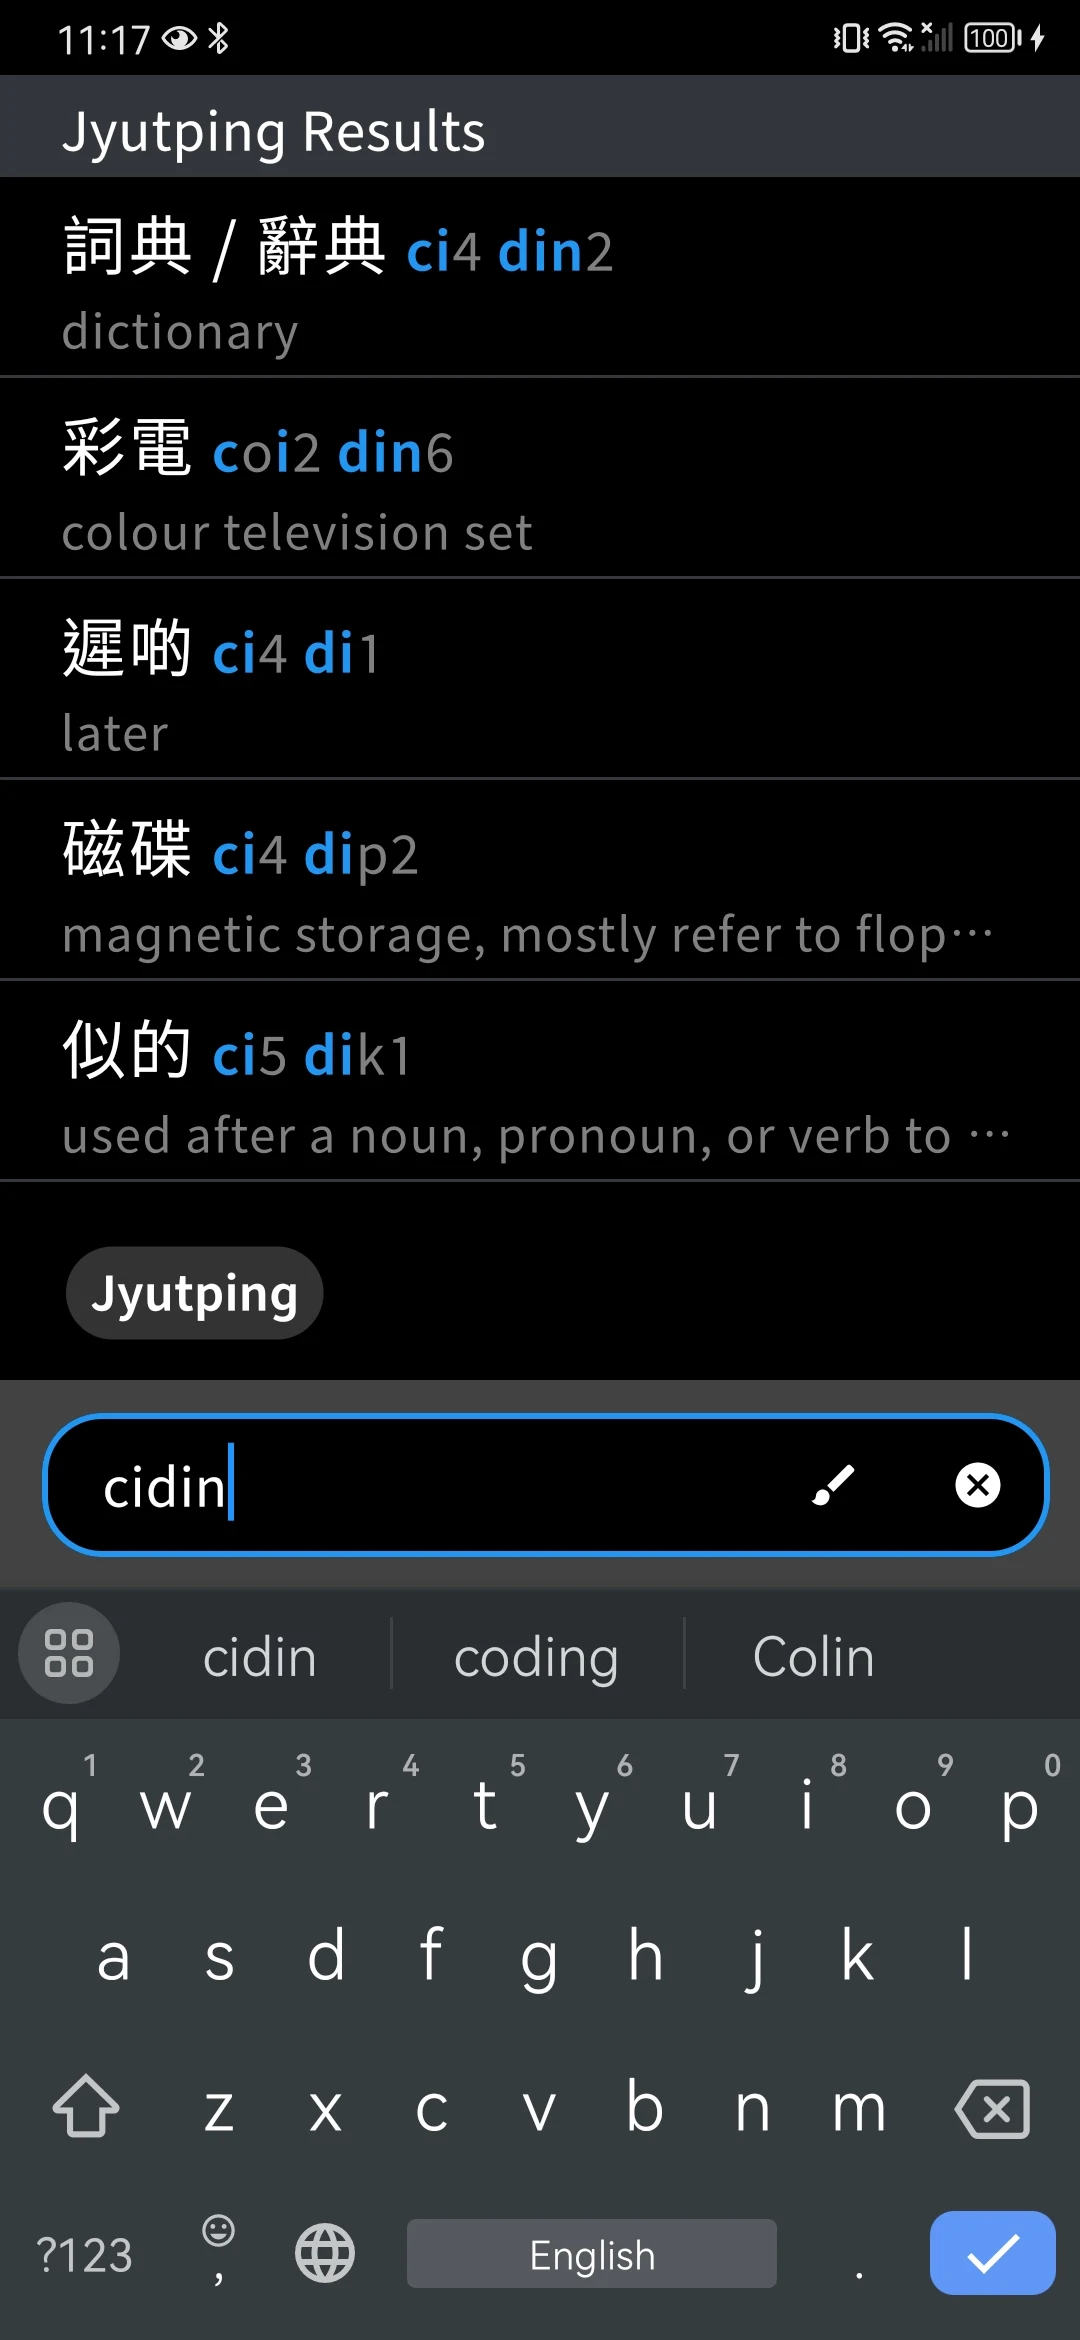 11:17 100
Jyutping Results
詞典 / 辭典 ci4 din2
dictionary
彩電 coi2 din6
colour television set
遲啲 ci4 di1
later
磁碟 ci4 dip2
magnetic storage, mostly refer to flop…
似的 ci5 dik1
used after a noun, pronoun, or verb to …
Jyutping
cidin
cidin coding Colin
1 2 3 4 5 6 7 8 9 0
q w e r t y u i o p
a s d f g h j k l
z x c v b n m
?123 , English .